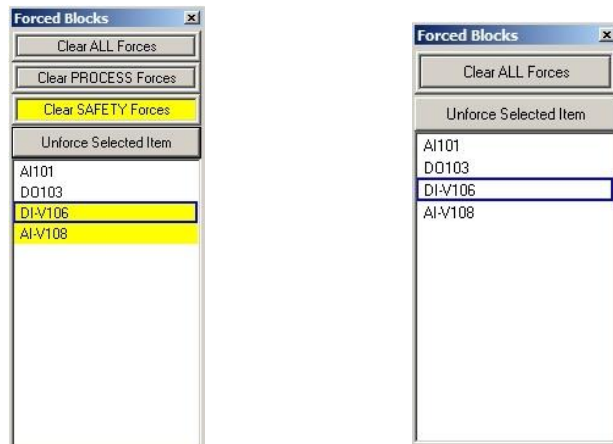 Forced Blocks
Clear ALL Forces
Clear PROCESS Forces
Clear SAFETY Forces
Unforce Selected Item
AI101
DO103
DI-V106
AI-V108
Forced Blocks
Clear ALL Forces
Unforce Selected Item
AI101
DO103
DI-V106
AI-V108